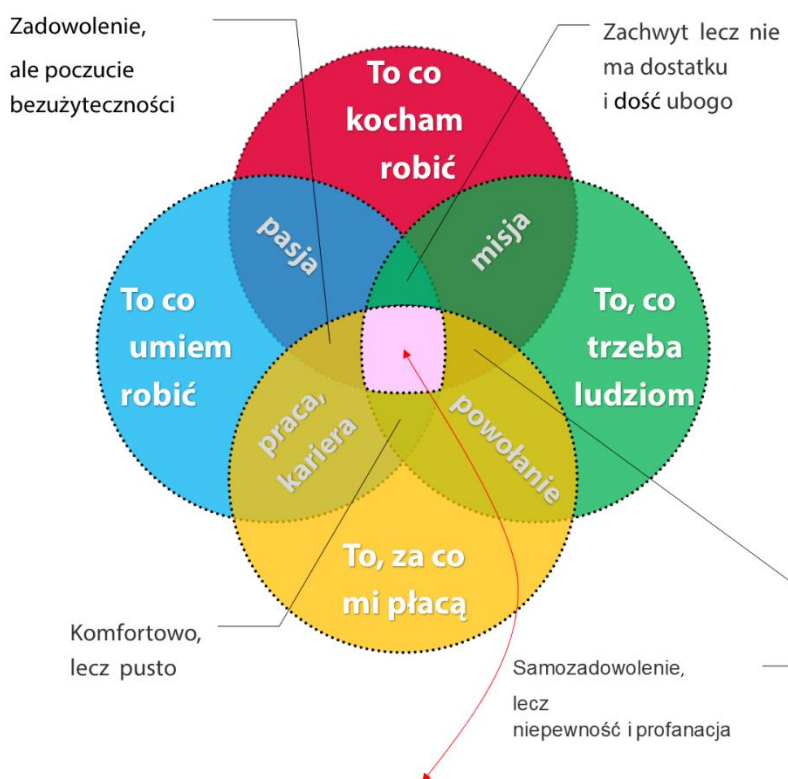 Zadowolenie,
ale poczucie
bezużyteczności
Zachwyt lecz nie
ma dostatku
i dość ubogo
To co
kocham
robić
pasja
misja
To co
umiem
robić
To, co
trzeba
ludziom
praca,
kariera
powołanie
To, za co
mi płacą
Komfortowo,
lecz pusto
Samozadowolenie,
lecz
niepewność i profanacja